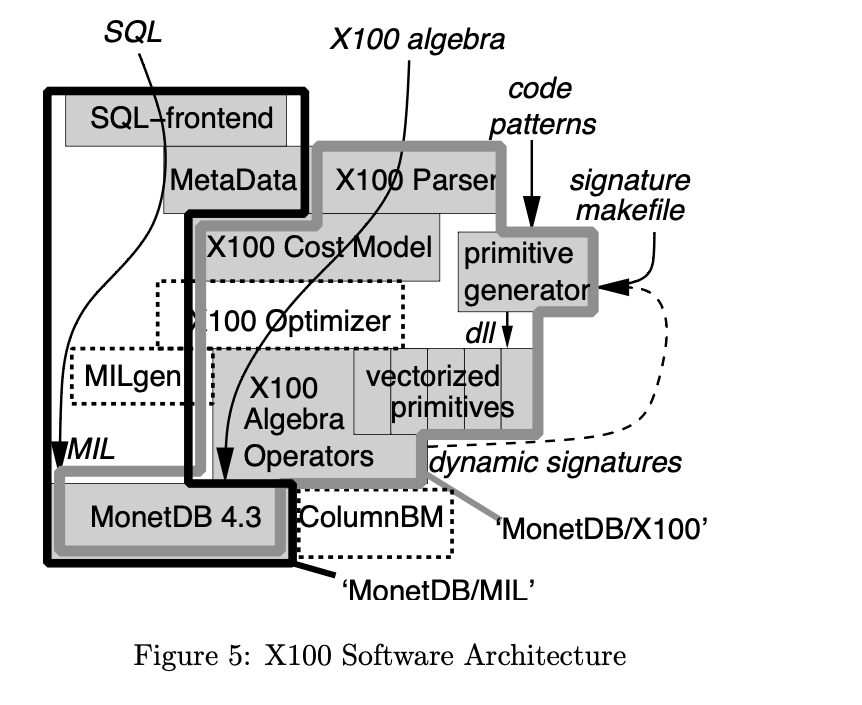 SQL
X100 algebra
code
patterns
SQL-frontend
MetaData
X100 Parser
signature
makefile
X100 Cost Model
primitive
generator
X100 Optimizer
dll
MILgen
X100
Algebra
Operators
vectorized
primitives
MIL
dynamic signatures
MonetDB 4.3
ColumnBM
‘MonetDB/X100’
‘MonetDB/MIL’
Figure 5: X100 Software Architecture